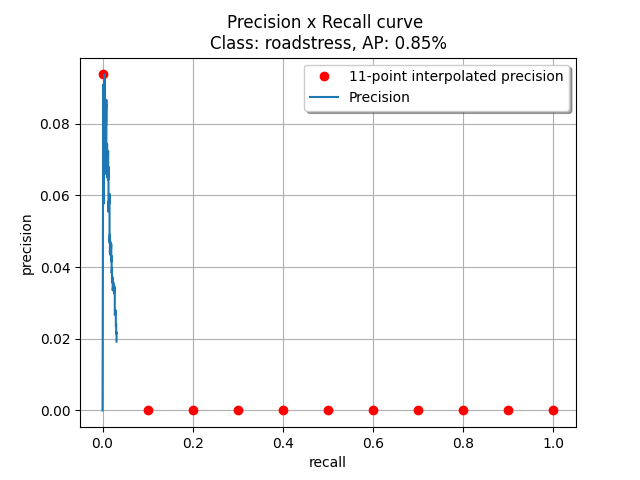 Precision x Recall curve
Class: roadstress, AP: 0.85%
11-point interpolated precision
Precision
0.08
0.06
0.04
0.02
0.00
precision
0.0 0.2 0.4 0.6 0.8 1.0
recall